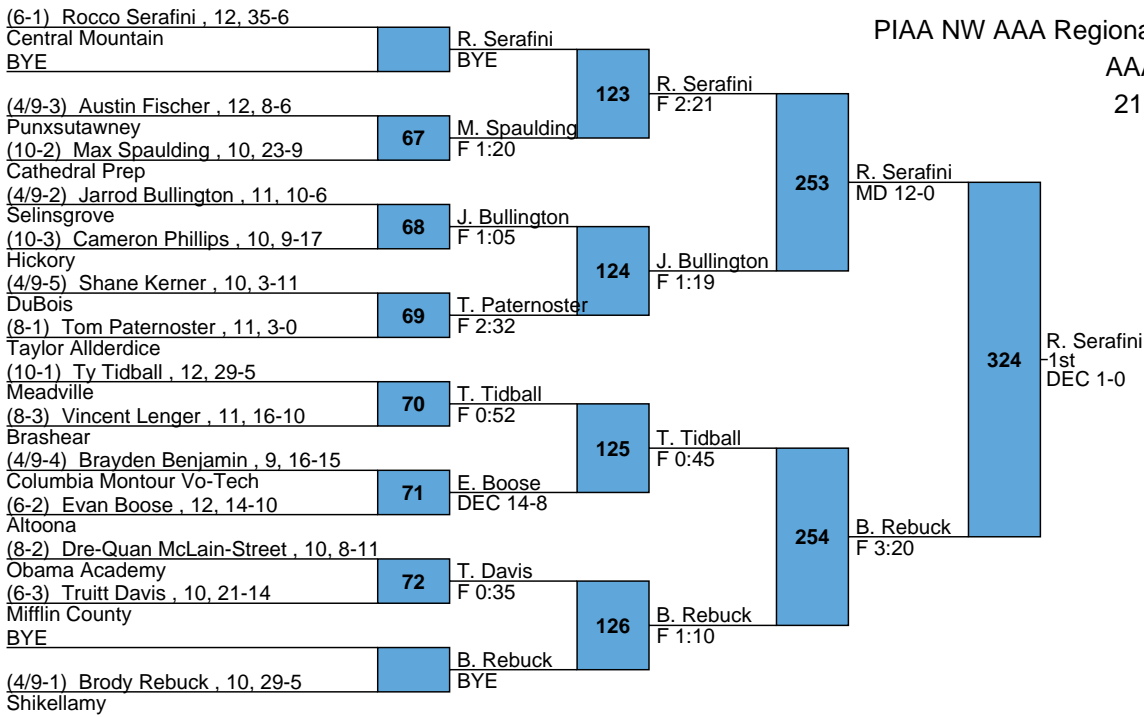 PIAA NW AAA Regiona
AAA
21
(6-1) Rocco Serafini , 12, 35-6
Central Mountain
BYE
(4/9-3) Austin Fischer , 12, 8-6
Punxsutawney
(10-2) Max Spaulding , 10, 23-9
Cathedral Prep
(4/9-2) Jarrod Bullington , 11, 10-6
Selinsgrove
(10-3) Cameron Phillips , 10, 9-17
Hickory
(4/9-5) Shane Kerner , 10, 3-11
DuBois
(8-1) Tom Paternoster , 11, 3-0
Taylor Allderdice
(10-1) Ty Tidball , 12, 29-5
Meadville
(8-3) Vincent Lenger , 11, 16-10
Brashear
(4/9-4) Brayden Benjamin , 9, 16-15
Columbia Montour Vo-Tech
(6-2) Evan Boose , 12, 14-10
Altoona
(8-2) Dre-Quan McLain-Street , 10, 8-11
Obama Academy
(6-3) Truitt Davis , 10, 21-14
Mifflin County
BYE
(4/9-1) Brody Rebuck , 10, 29-5
Shikellamy
67
68
69
70
71
72
R. Serafini
BYE
M. Spaulding
F 1:20
J. Bullington
F 1:05
T. Paternoster
F 2:32
T. Tidball
F 0:52
E. Boose
DEC 14-8
T. Davis
F 0:35
B. Rebuck
BYE
123
124
125
126
R. Serafini
F 2:21
J. Bullington
F 1:19
T. Tidball
F 0:45
B. Rebuck
F 1:10
253
254
R. Serafini
MD 12-0
B. Rebuck
F 3:20
324
R. Serafini
1st
DEC 1-0